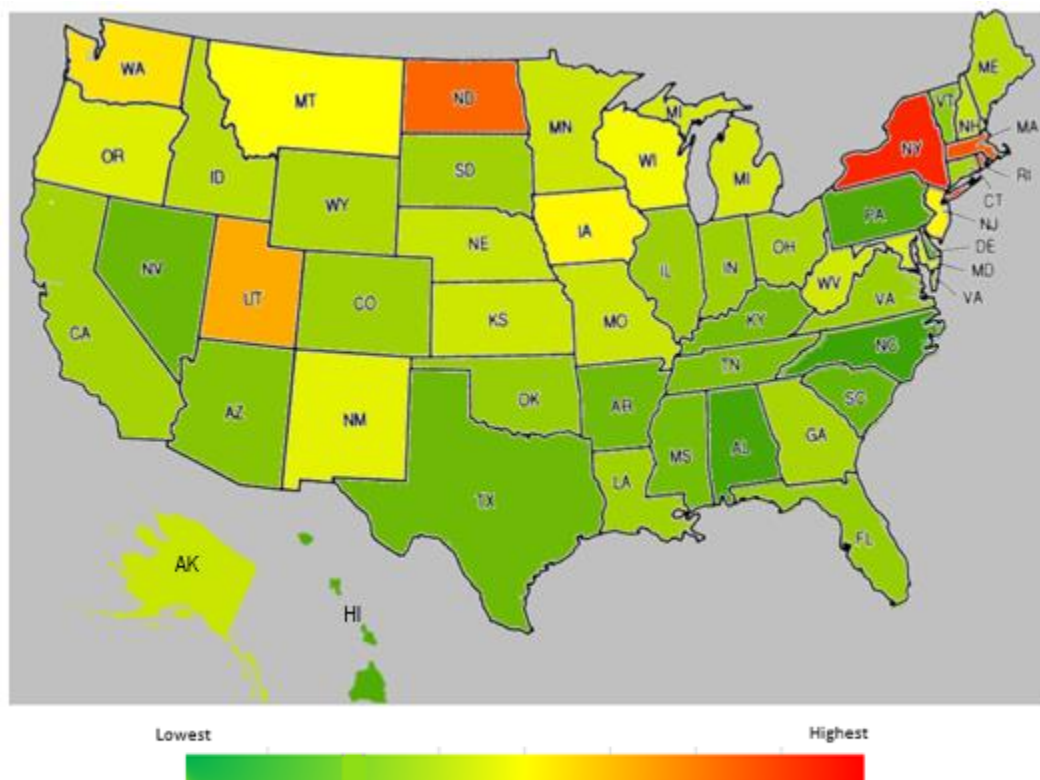 WA
MT
ND
MN
MI
ME
VT
NH
MA
NY
OR
ID
SD
WI
MI
RI
CT
NJ
WY
IA
PA
DE
MD
VA
NE
NV
UT
CO
IL
IN
OH
WV
VA
CA
KS
MO
KY
NC
AZ
NM
OK
AR
TN
SC
TX
LA
MS
AL
GA
FL
AK
HI
Lowest
Highest